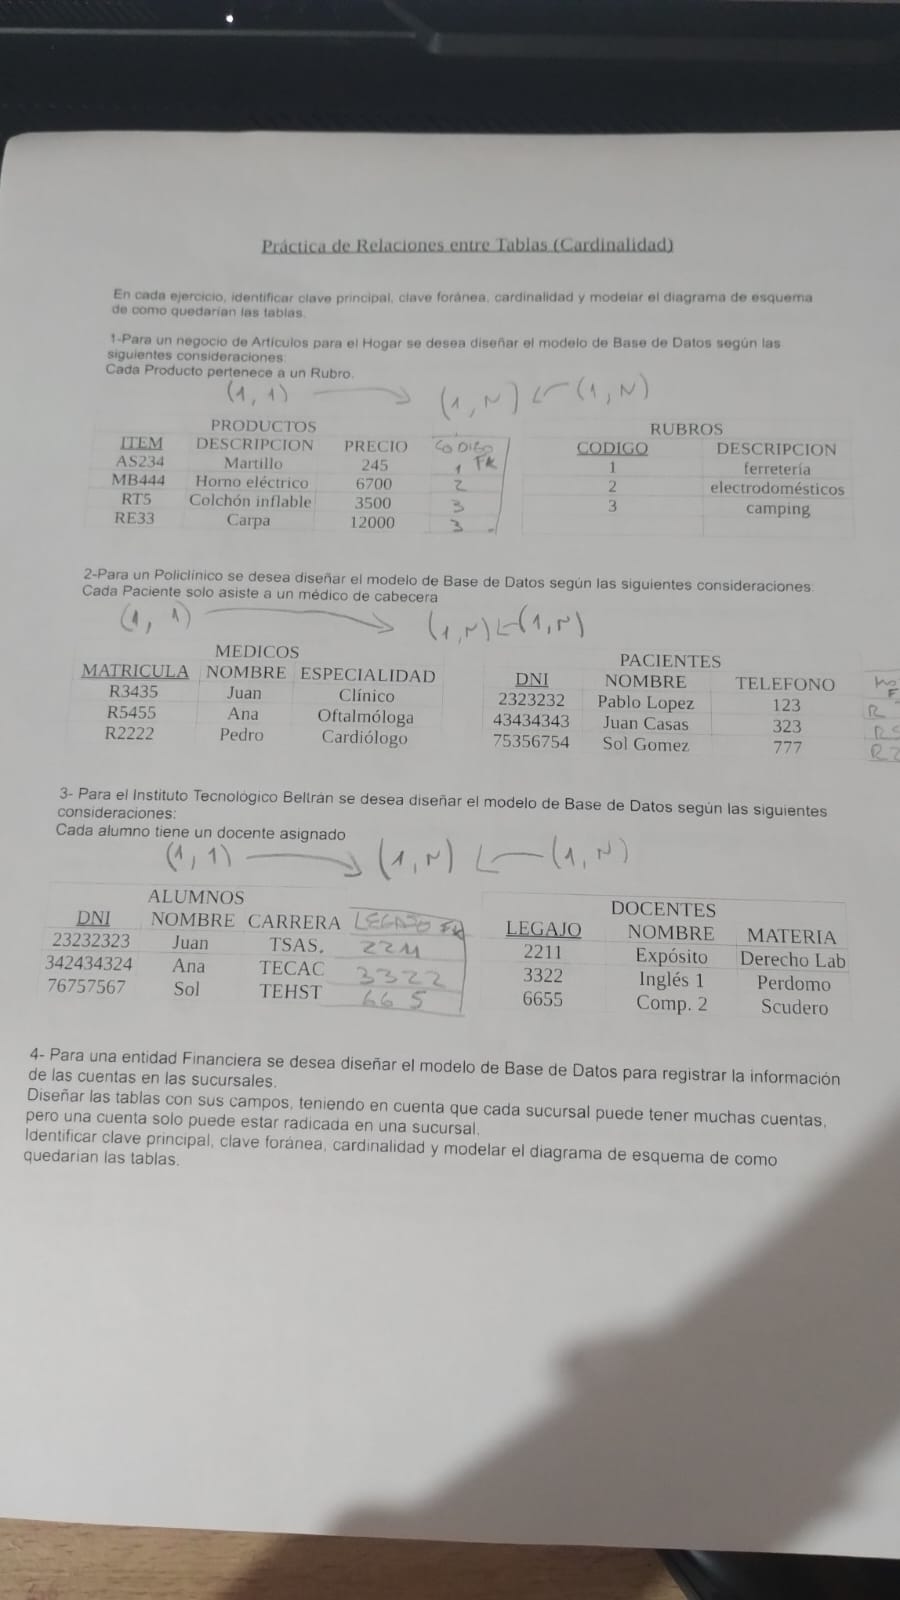 Práctica de Relaciones entre Tablas (Cardinalidad)
En cada ejercicio, identificar clave principal, clave foránea, cardinalidad y modelar el diagrama de esquema
de como quedarían las tablas.
1-Para un negocio de Artículos para el Hogar se desea diseñar el modelo de Base de Datos según las
siguientes consideraciones:
Cada Producto pertenece a un Rubro.
(1, 1) (1, N) (1, N)
PRODUCTOS
ITEM DESCRIPCION PRECIO CODIGO FK
AS234 Martillo 245 1
MB444 Horno eléctrico 6700 2
RT5 Colchón inflable 3500 3
RE33 Carpa 12000 3
RUBROS
CODIGO DESCRIPCION
1 ferretería
2 electrodomésticos
3 camping
2-Para un Policlínico se desea diseñar el modelo de Base de Datos según las siguientes consideraciones:
Cada Paciente solo asiste a un médico de cabecera
(1, 1) (1, N) (1, N)
MEDICOS
MATRICULA NOMBRE ESPECIALIDAD
R3435 Juan Clínico
R5455 Ana Oftalmóloga
R2222 Pedro Cardiólogo
PACIENTES
DNI NOMBRE TELEFONO
2323232 Pablo Lopez 123 R
43434343 Juan Casas 323
75356754 Sol Gomez 777
3- Para el Instituto Tecnológico Beltrán se desea diseñar el modelo de Base de Datos según las siguientes
consideraciones:
Cada alumno tiene un docente asignado
(1, 1) (1, N) (1, N)
ALUMNOS
DNI NOMBRE CARRERA LEGAJO FK
23232323 Juan TSAS. 2211
342434324 Ana TECAC 3322
76757567 Sol TEHST 66 5
DOCENTES
LEGAJO NOMBRE MATERIA
2211 Expósito Derecho Lab
3322 Inglés 1 Perdomo
6655 Comp. 2 Scudero
4- Para una entidad Financiera se desea diseñar el modelo de Base de Datos para registrar la información
de las cuentas en las sucursales.
Diseñar las tablas con sus campos, teniendo en cuenta que cada sucursal puede tener muchas cuentas,
pero una cuenta solo puede estar radicada en una sucursal.
Identificar clave principal, clave foránea, cardinalidad y modelar el diagrama de esquema de como
quedarían las tablas.